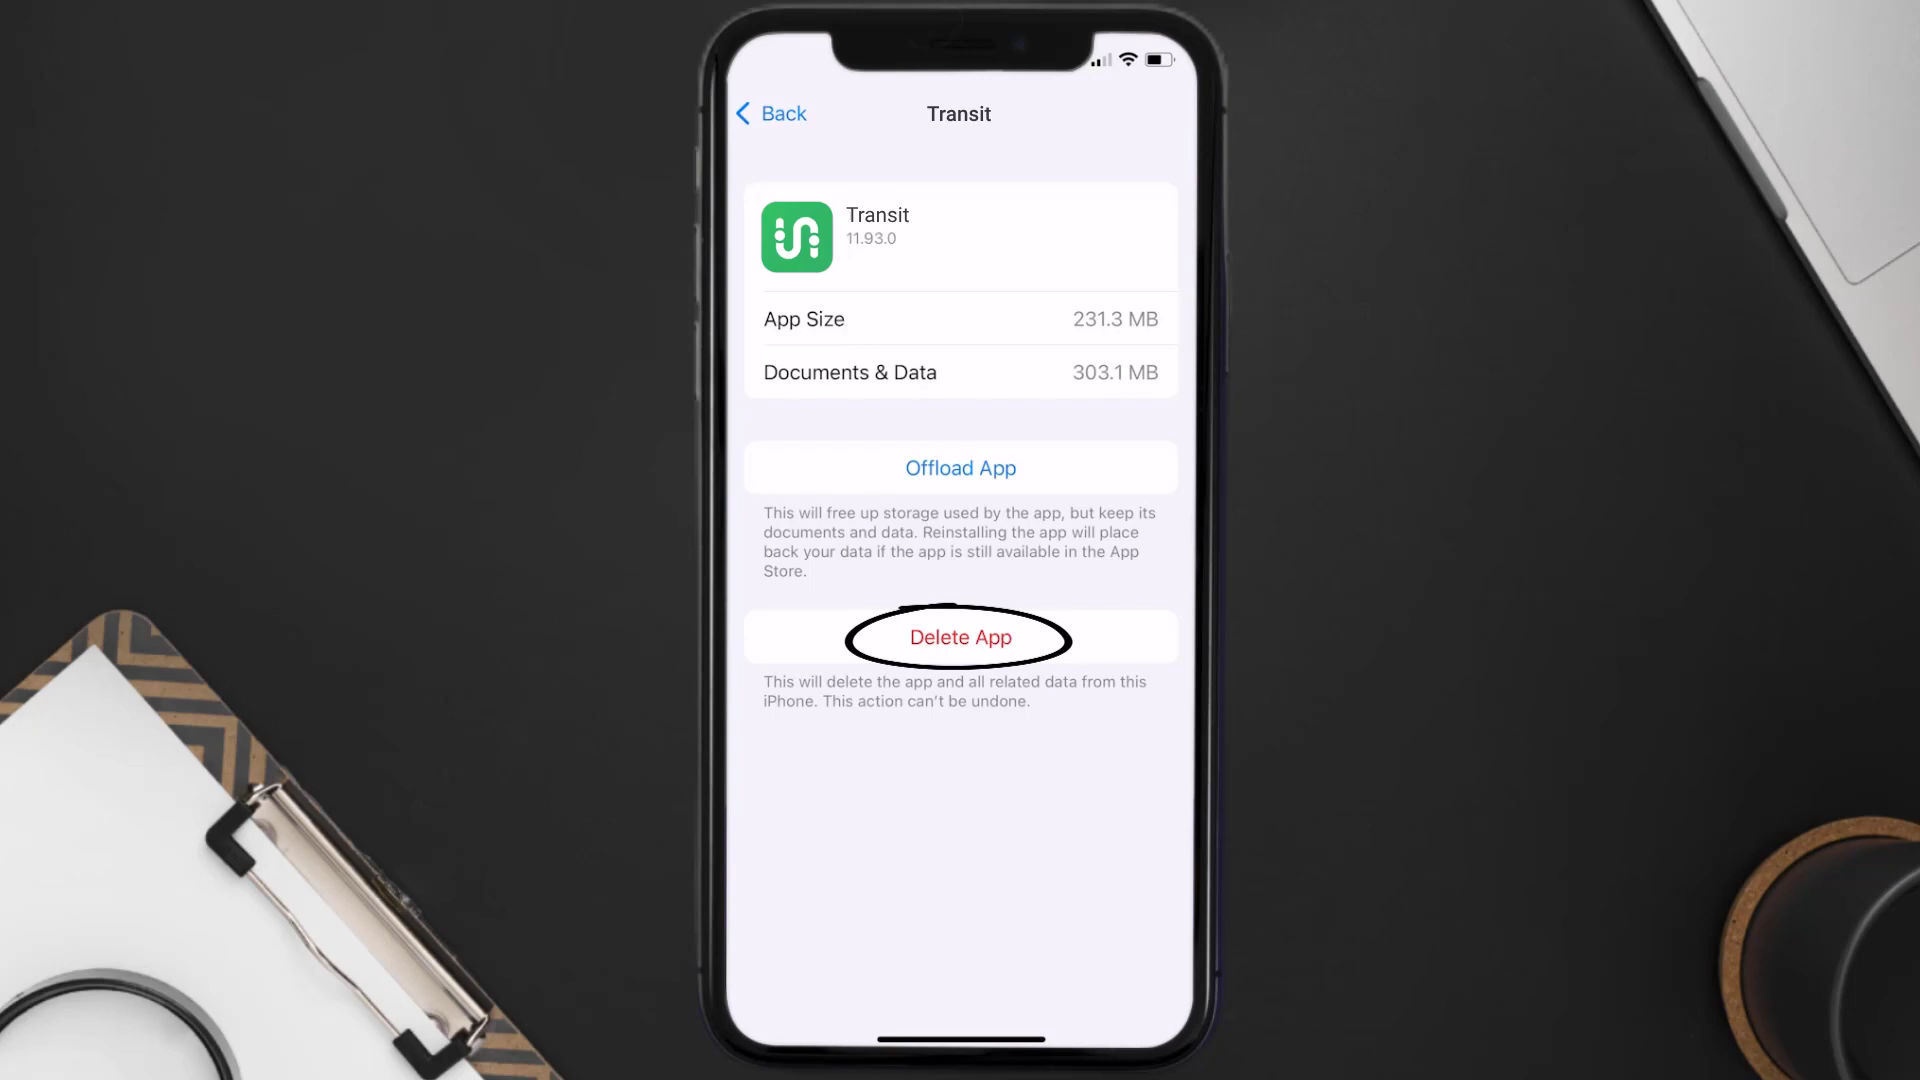 Back
Transit
Transit
11.93.0
App Size 231.3 MB
Documents & Data 303.1 MB
Offload App
This will free up storage used by the app, but keep its
documents and data. Reinstalling the app will place
back your data if the app is still available in the App
Store.
Delete App
This will delete the app and all related data from this
iPhone. This action can't be undone.